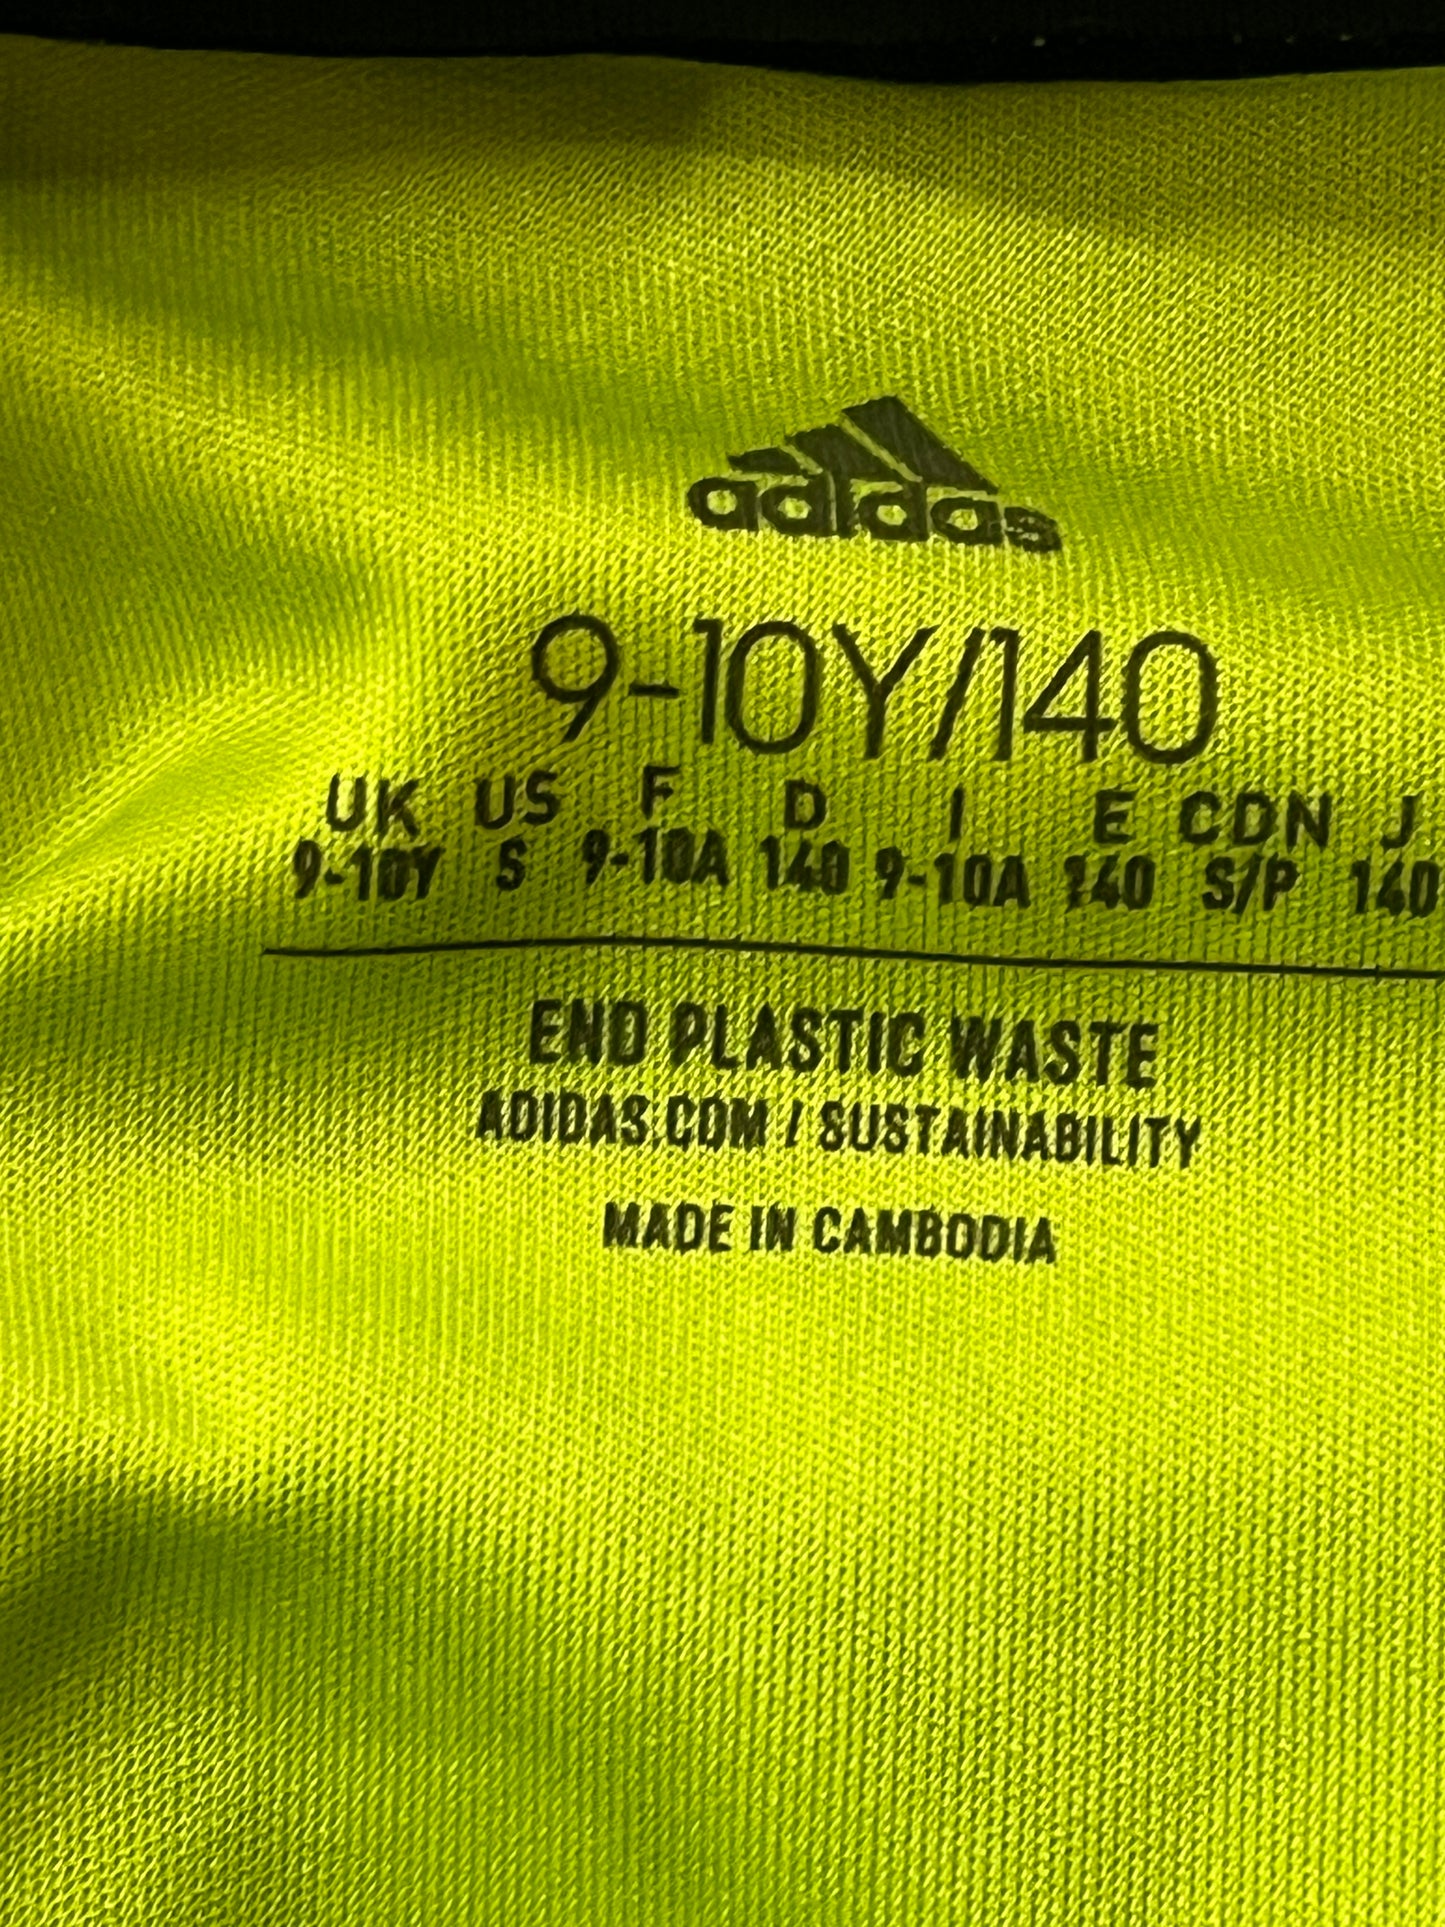 adidas
9-10Y/140
UK US F D I E CDN J
9-10Y S 9-10A 140 9-10A 140 S/P 140
END PLASTIC WASTE
ADIDAS.COM / SUSTAINABILITY
MADE IN CAMBODIA